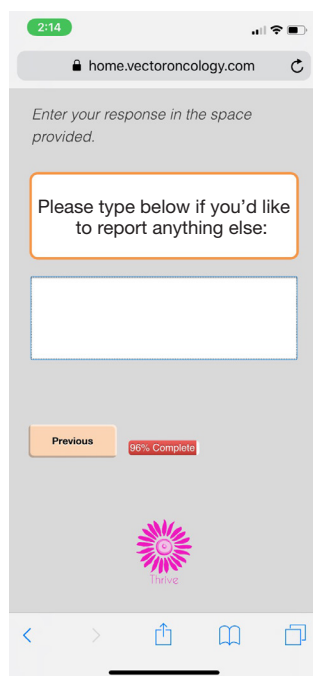 2:14
home.vectoroncology.com
Enter your response in the space
provided.
Please type below if you’d like
to report anything else:
Previous
96% Complete
Thrive